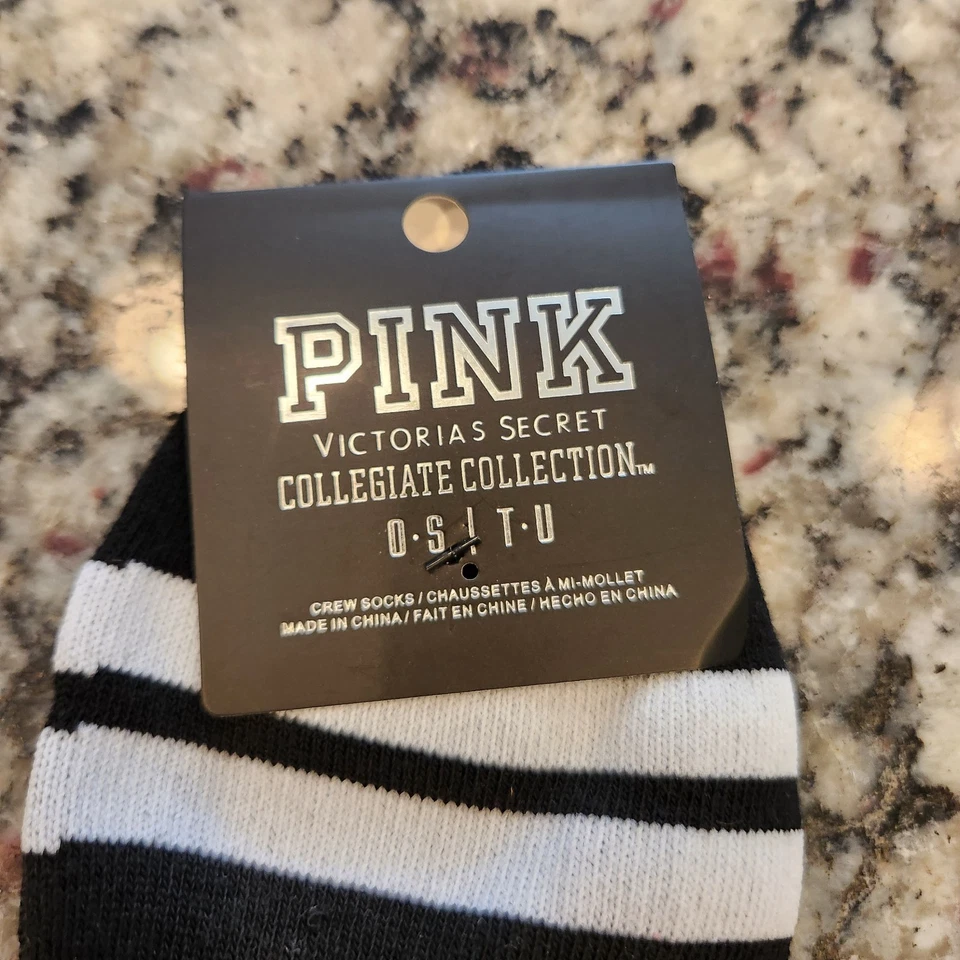 PINK
VICTORIAS SECRET
COLLEGIATE COLLECTION™
O·S | T·U
CREW SOCKS / CHAUSSETTES À MI-MOLLET
MADE IN CHINA / FAIT EN CHINE / HECHO EN CHINA